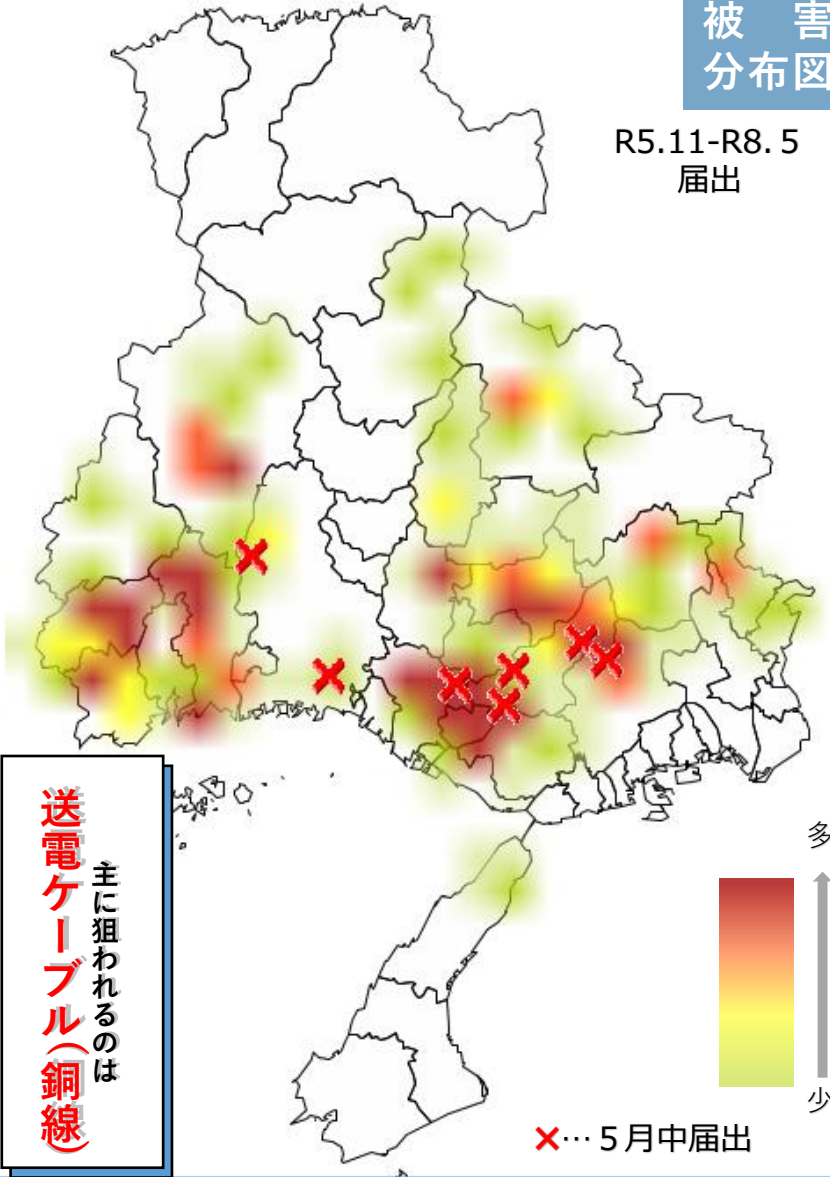 被 害
分布図
R5.11-R8.5
届出
主に狙われるのは
送電ケーブル(銅線)
多
少
×…５月中届出